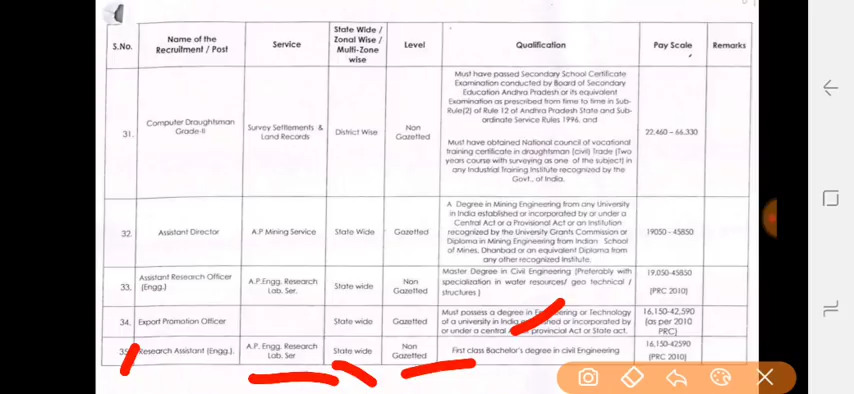 S.No.
Name of the
Recruitment / Post
Service
State Wide /
Zonal Wise /
Multi-Zone
wise
Level
Qualification
Pay Scale
Remarks
31.
Computer Draughtsman
Grade-II
Survey Settlements &
Land Records
District Wise
Non
Gazetted
Must have passed Secondary School Certificate
Examination conducted by Board of Secondary
Education Andhra Pradesh or its equivalent
Examination as prescribed from time to time in Sub-
Rule(2) of Rule 12 of Andhra Pradesh State and Sub-
ordinate Service Rules 1996, and
Must have obtained National council of vocational
training certificate in draughtsman (civil) Trade (Two
years course with surveying as one of the subject) in
any Industrial Training Institute recognized by the
Govt., of India.
22,460 – 66,330
32.
Assistant Director
A.P Mining Service
State Wide
Gazetted
A Degree in Mining Engineering from any University
in India established or incorporated by or under a
Central Act or a Provisional Act or an Institution
recognized by the University Grants Commission or
Diploma in Mining Engineering from Indian School
of Mines, Dhanbad or an equivalent Diploma from
any other recognized Institute.
19050 – 45850
33.
Assistant Research Officer
(Engg.)
A.P.Engg. Research
Lab. Ser.
State wide
Non
Gazetted
Master Degree in Civil Engineering (Preferably with
specialization in water resources/ geo technical /
structures )
19,050-45850
(PRC 2010)
34.
Export Promotion Officer
State wide
Gazetted
Must possess a degree in or Technology
of a university in India or incorporated by
or under a central provincial Act or State act.
16,150-42,590
(as per 2010
PRC)
35.
Research Assistant (Engg.).
A.P. Engg. Research
Lab. Ser
State wide
Non
Gazetted
First class Bachelor's degree in civil Engineering
16,150-42590
(PRC 2010)